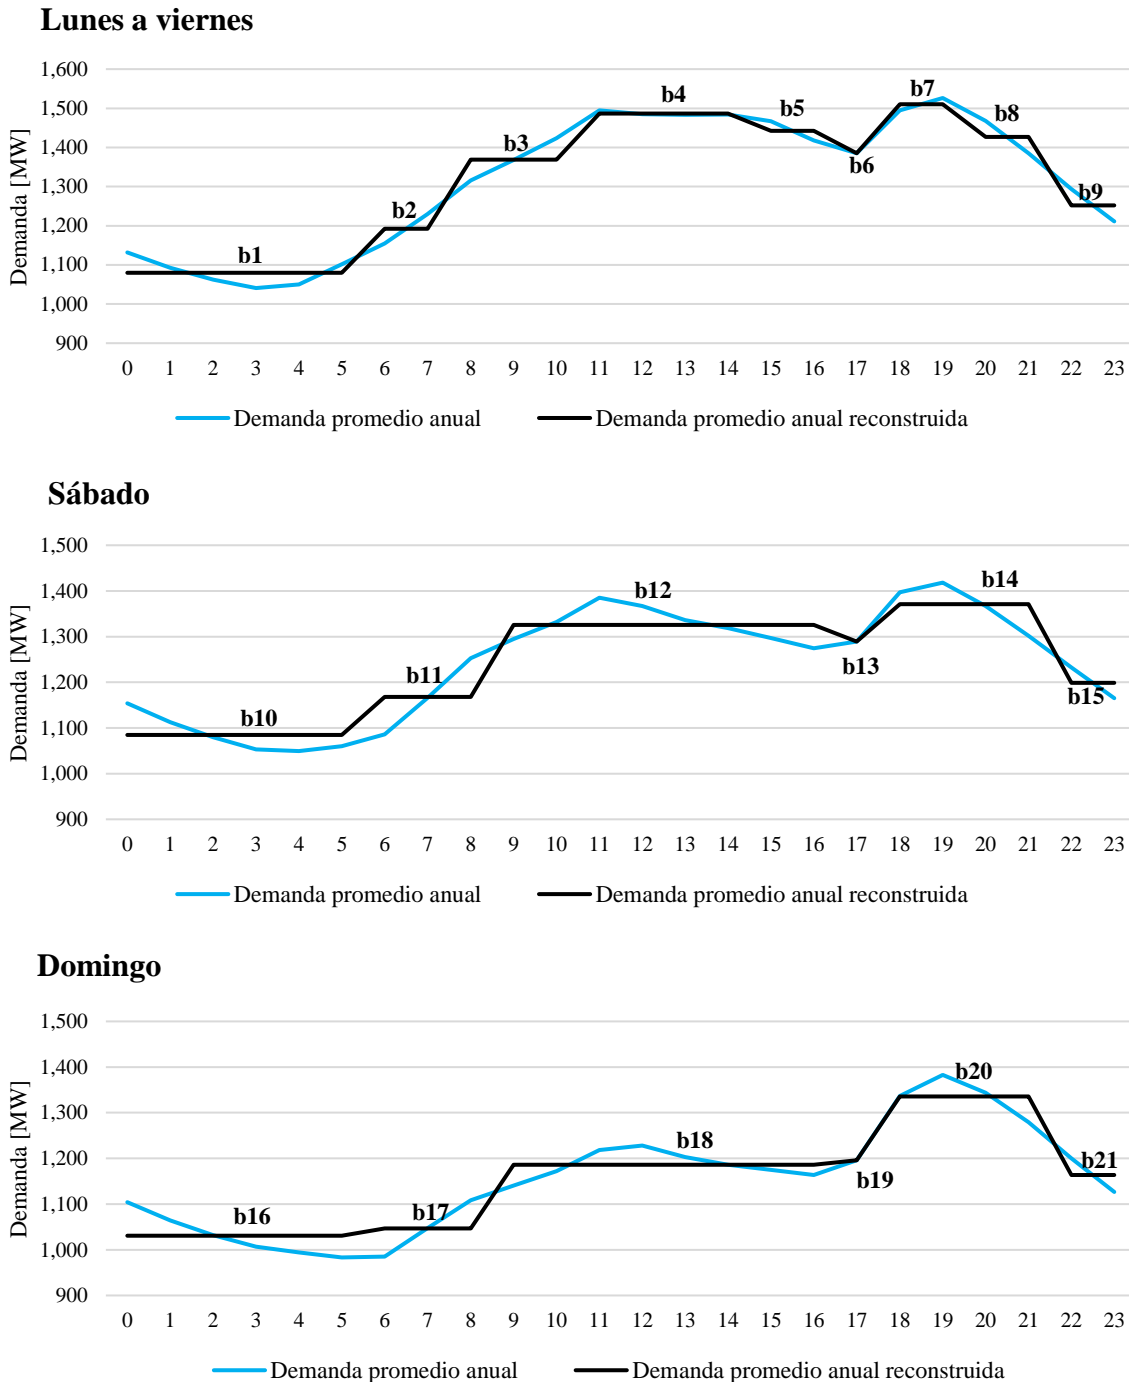 Lunes a viernes
1,600
1,500
1,400
1,300
1,200
1,100
1,000
900
Demanda [MW]
b1
b2
b3
b4
b5
b6
b7
b8
b9
0 1 2 3 4 5 6 7 8 9 10 11 12 13 14 15 16 17 18 19 20 21 22 23
Demanda promedio anual Demanda promedio anual reconstruida
Sábado
1,500
1,400
1,300
1,200
1,100
1,000
900
Demanda [MW]
b10
b11
b12
b13
b14
b15
0 1 2 3 4 5 6 7 8 9 10 11 12 13 14 15 16 17 18 19 20 21 22 23
Demanda promedio anual Demanda promedio anual reconstruida
Domingo
1,500
1,400
1,300
1,200
1,100
1,000
900
Demanda [MW]
b16
b17
b18
b19
b20
b21
0 1 2 3 4 5 6 7 8 9 10 11 12 13 14 15 16 17 18 19 20 21 22 23
Demanda promedio anual Demanda promedio anual reconstruida